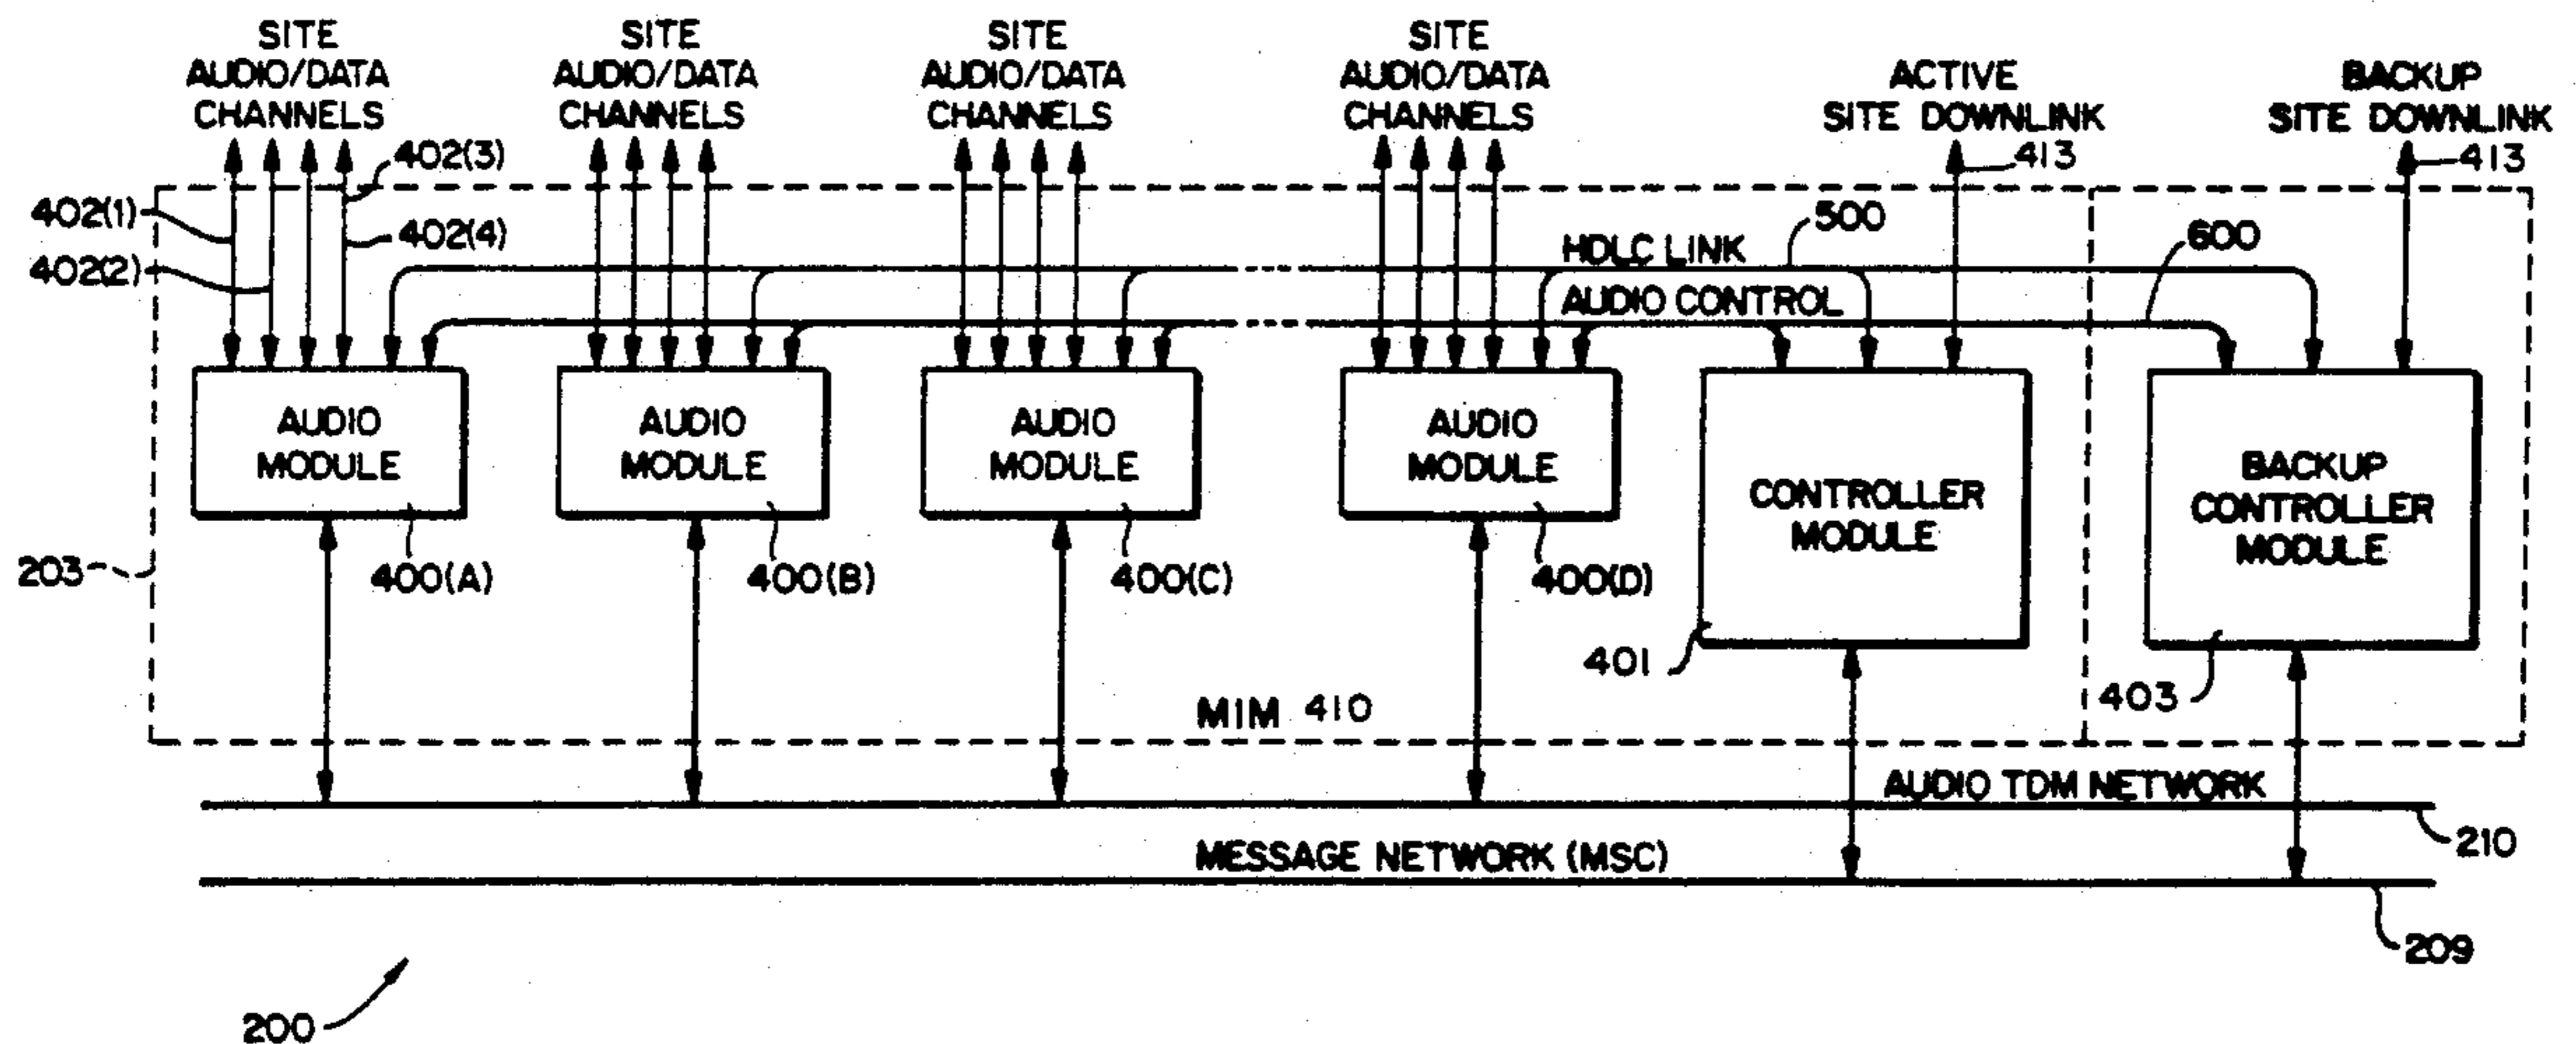 SITE
AUDIO/DATA
CHANNELS
SITE
AUDIO/DATA
CHANNELS
SITE
AUDIO/DATA
CHANNELS
SITE
AUDIO/DATA
CHANNELS
ACTIVE
SITE DOWNLINK
BACKUP
SITE DOWNLINK
402(3)
413
413
402(1)
402(4)
402(2)
HDLC LINK
500
600
AUDIO CONTROL
AUDIO
MODULE
AUDIO
MODULE
AUDIO
MODULE
AUDIO
MODULE
CONTROLLER
MODULE
BACKUP
CONTROLLER
MODULE
203
400(A)
400(B)
400(C)
400(D)
401
403
MIM 410
AUDIO TDM NETWORK
210
MESSAGE NETWORK (MSC)
209
200